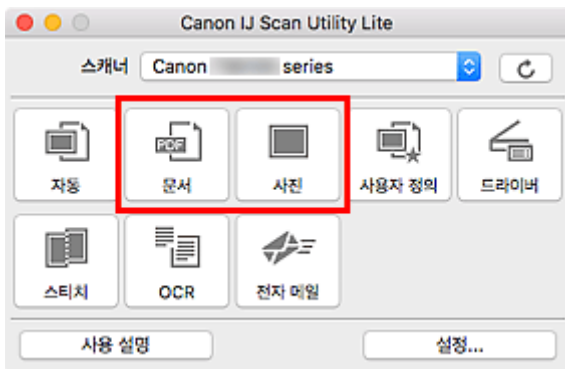 Canon IJ Scan Utility Lite
스캐너 Canon series
자동 문서 사진 사용자 정의 드라이버
PDF
스티치 OCR 전자 메일
사용 설명 설정...